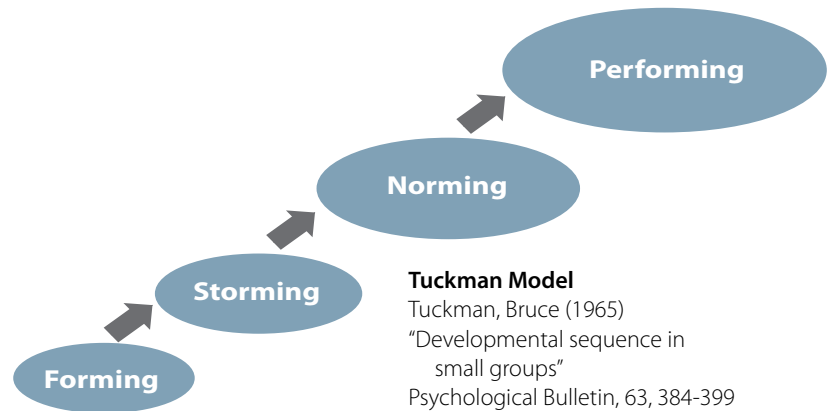 Performing
Norming
Storming
Forming
Tuckman Model
Tuckman, Bruce (1965)
“Developmental sequence in
small groups”
Psychological Bulletin, 63, 384-399